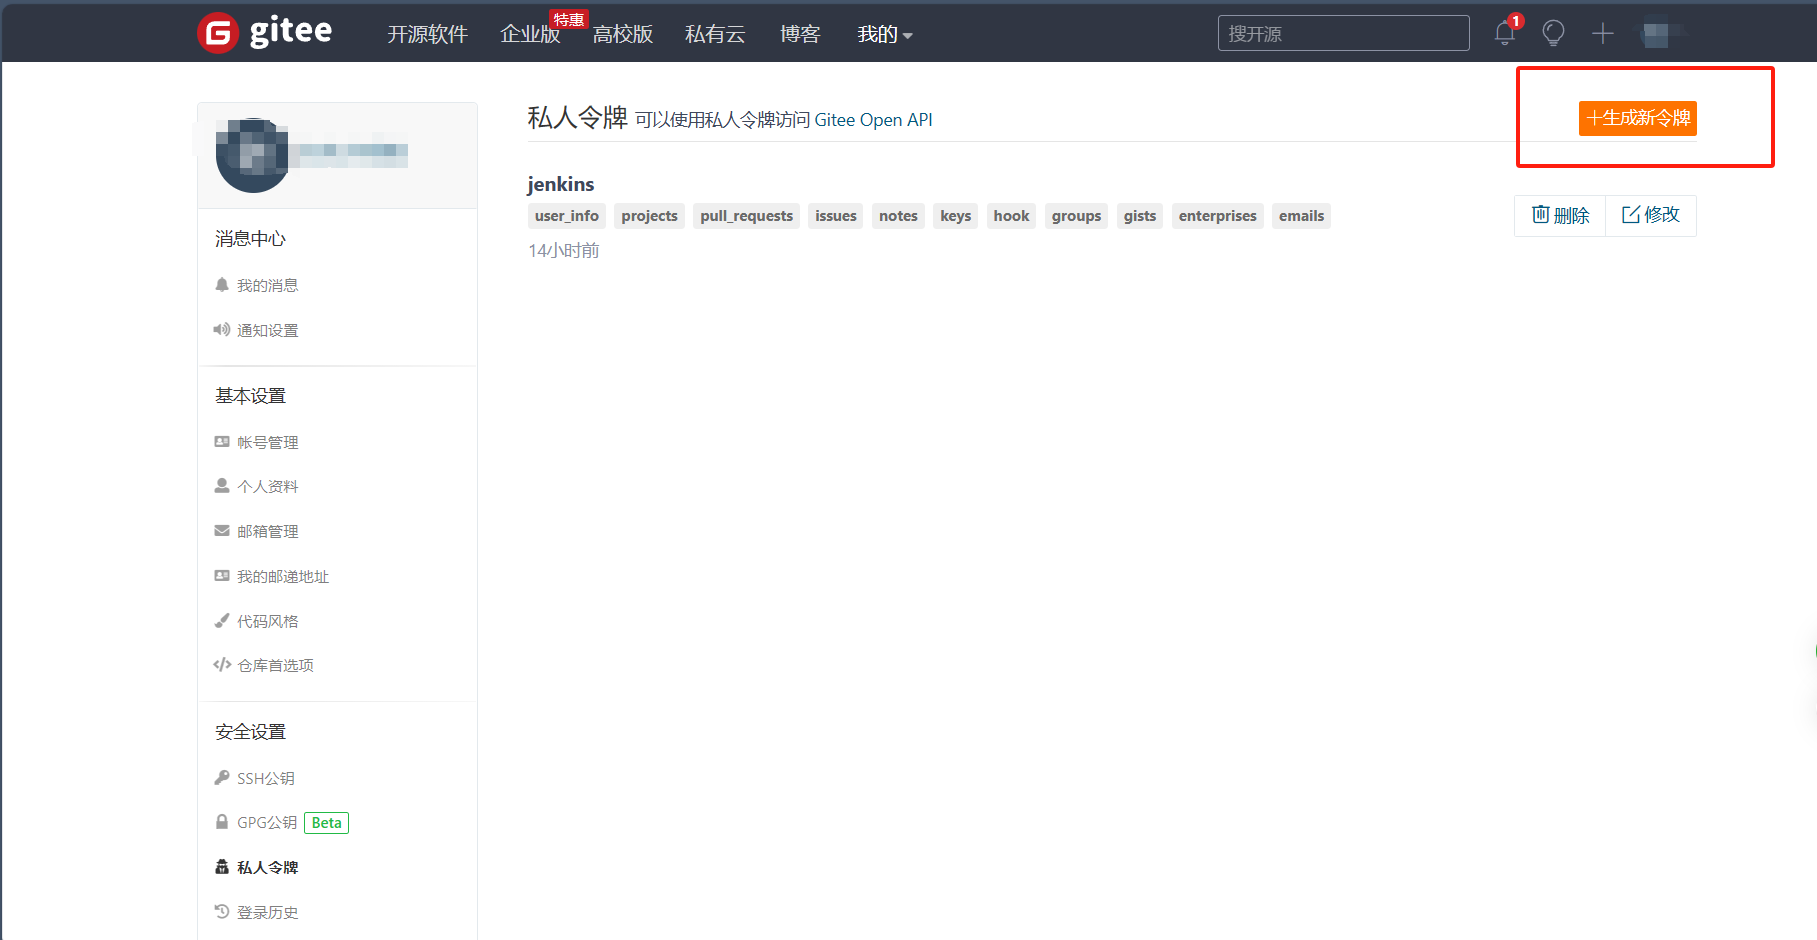 gitee 开源软件 企业版 特惠 高校版 私有云 博客 我的 搜开源 1
私人令牌 可以使用私人令牌访问 Gitee Open API
十生成新令牌
jenkins
user_info projects pull_requests issues notes keys hook groups gists enterprises emails
14小时前
删除 修改
消息中心
我的消息
通知设置
基本设置
帐号管理
个人资料
邮箱管理
我的邮递地址
代码风格
仓库首选项
安全设置
SSH公钥
GPG公钥 Beta
私人令牌
登录历史